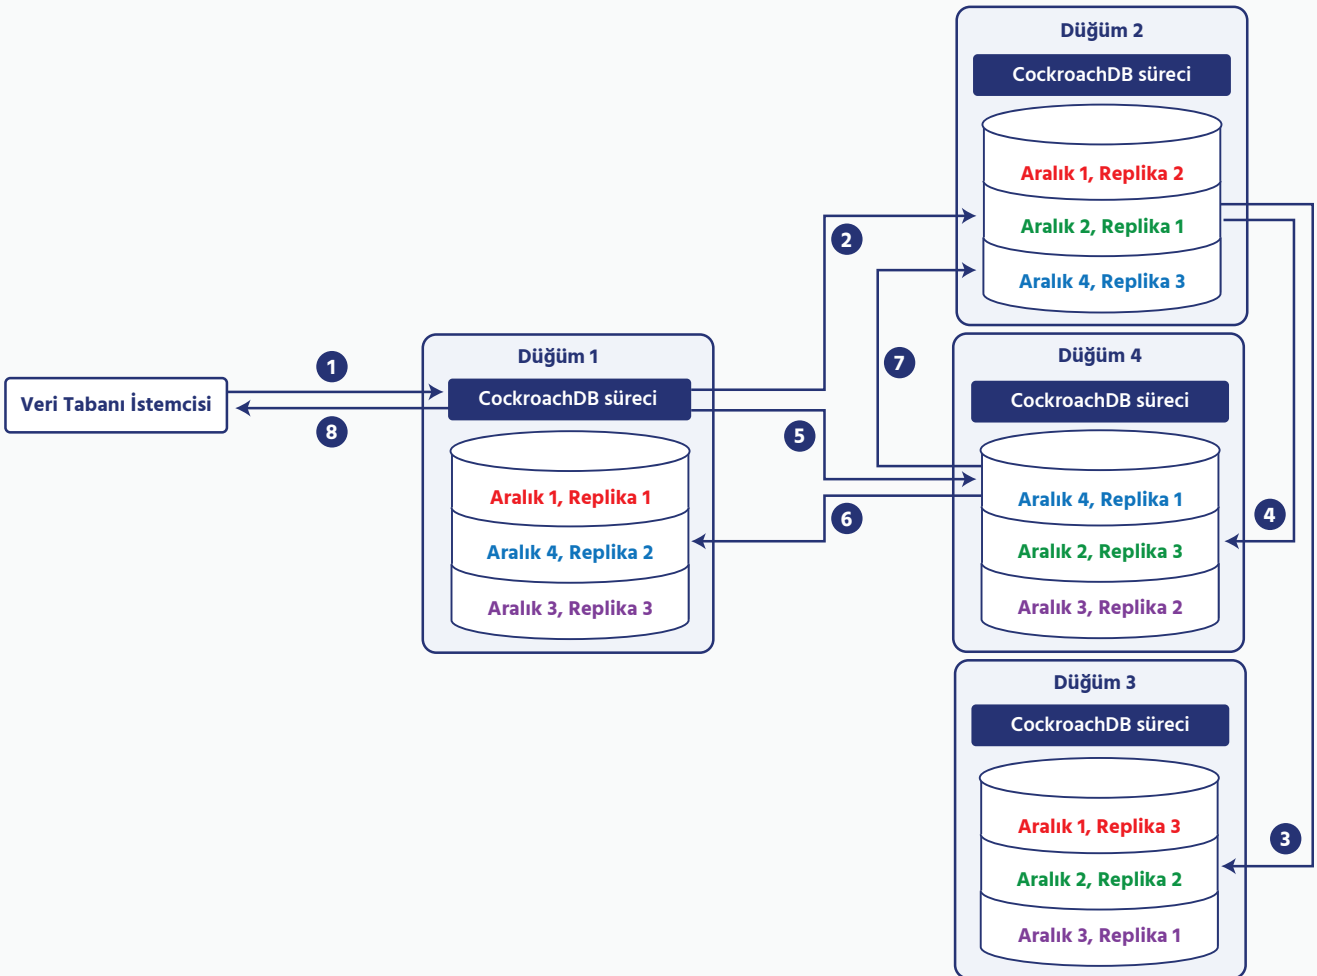 Düğüm 2
CockroachDB süreci
Aralık 1, Replika 2
Aralık 2, Replika 1
Aralık 4, Replika 3
2
7
Düğüm 1
CockroachDB süreci
Aralık 1, Replika 1
Aralık 4, Replika 2
Aralık 3, Replika 3
1
Veri Tabanı İstemcisi
8
5
6
Düğüm 4
CockroachDB süreci
Aralık 4, Replika 1
Aralık 2, Replika 3
Aralık 3, Replika 2
4
Düğüm 3
CockroachDB süreci
Aralık 1, Replika 3
Aralık 2, Replika 2
Aralık 3, Replika 1
3